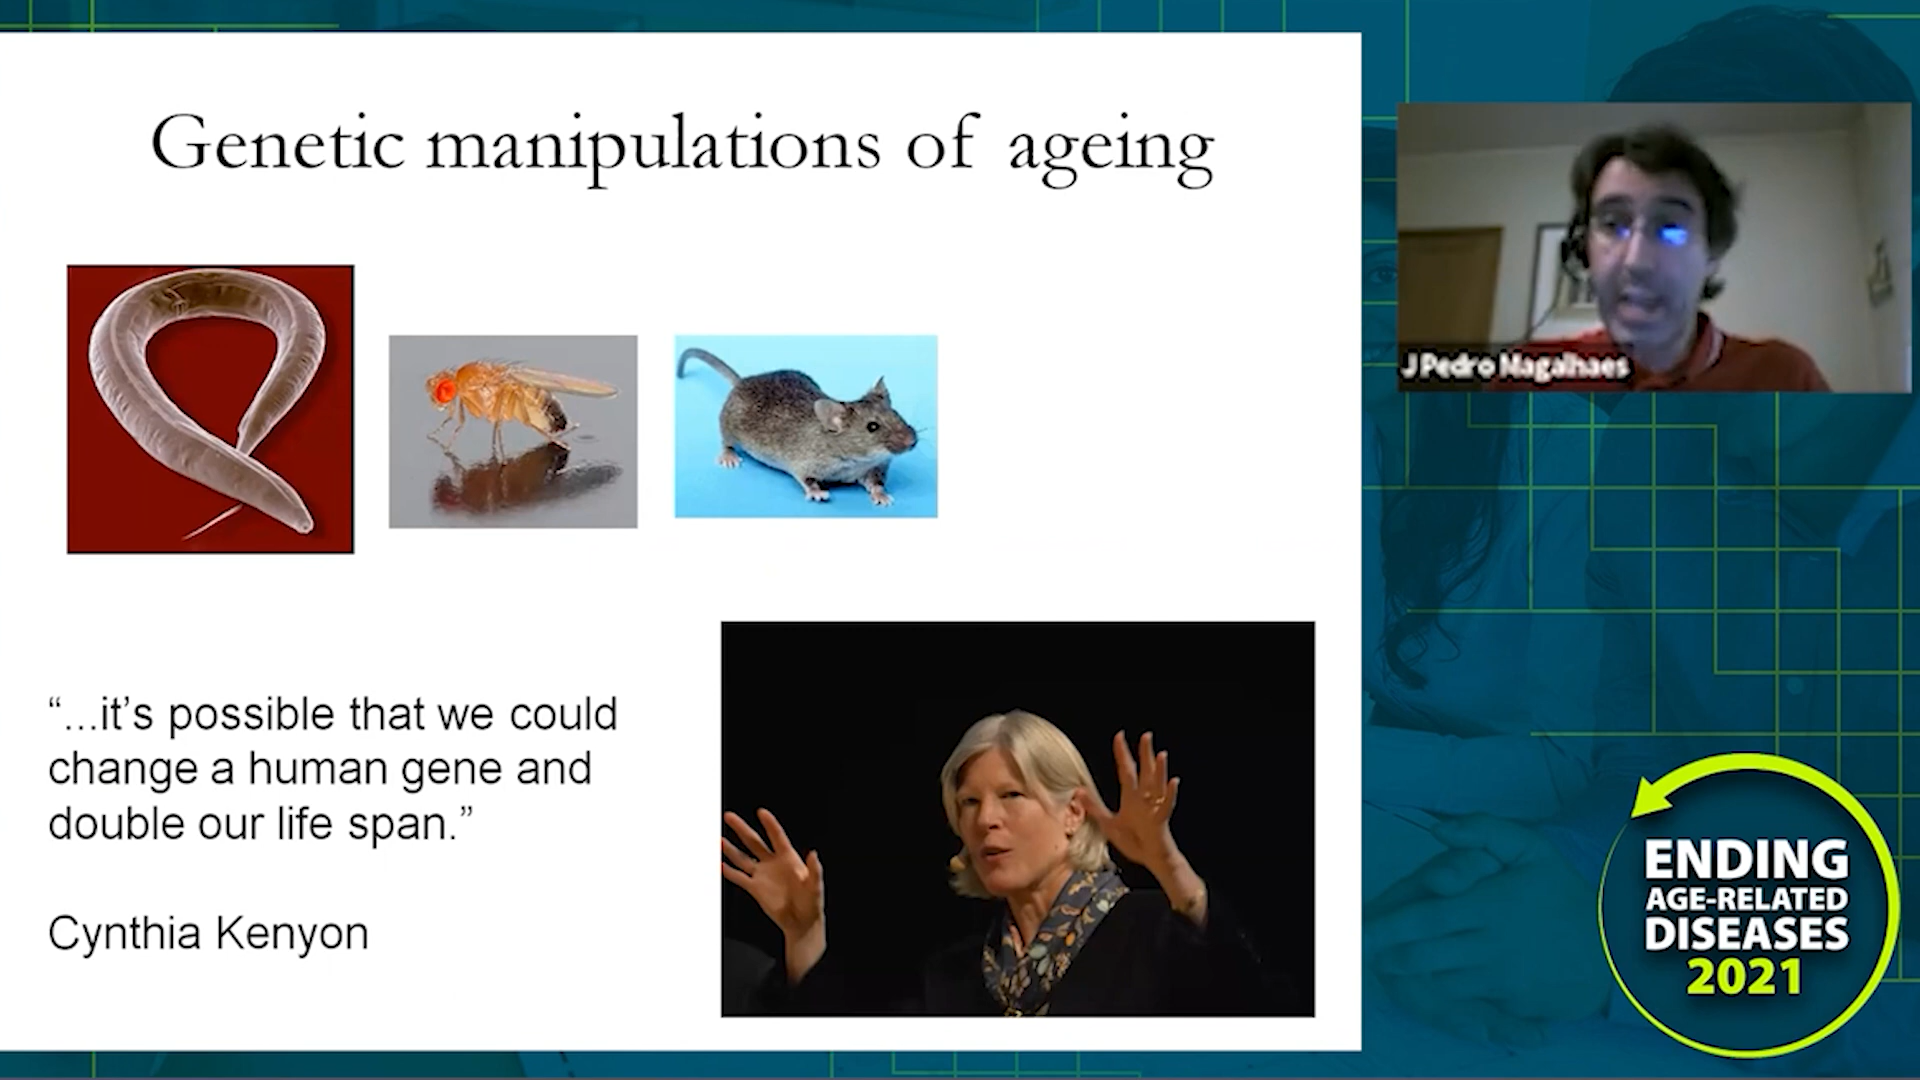 Genetic manipulations of ageing
J Pedro Magalhaes
“...it’s possible that we could
change a human gene and
double our life span.”
Cynthia Kenyon
ENDING
AGE-RELATED
DISEASES
2021